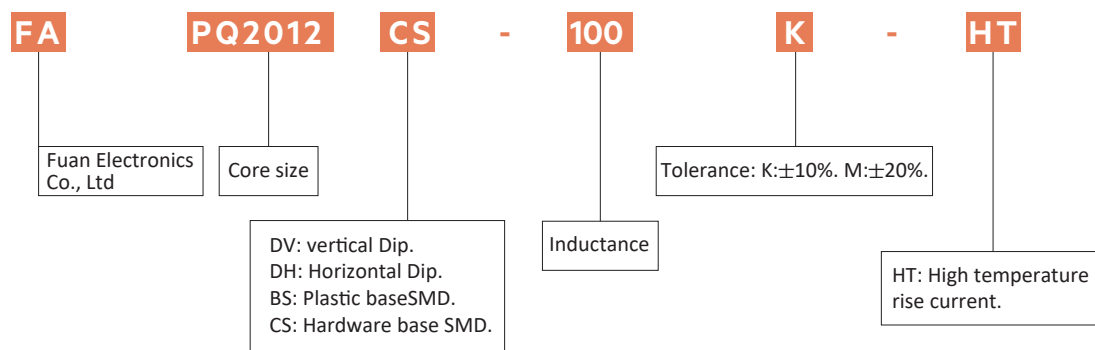 FA PQ2012 CS - 100 K - HT
Fuan Electronics
Co., Ltd
Core size
Tolerance: K:±10%. M:±20%.
DV: vertical Dip.
DH: Horizontal Dip.
BS: Plastic baseSMD.
CS: Hardware base SMD.
Inductance
HT: High temperature
rise current.